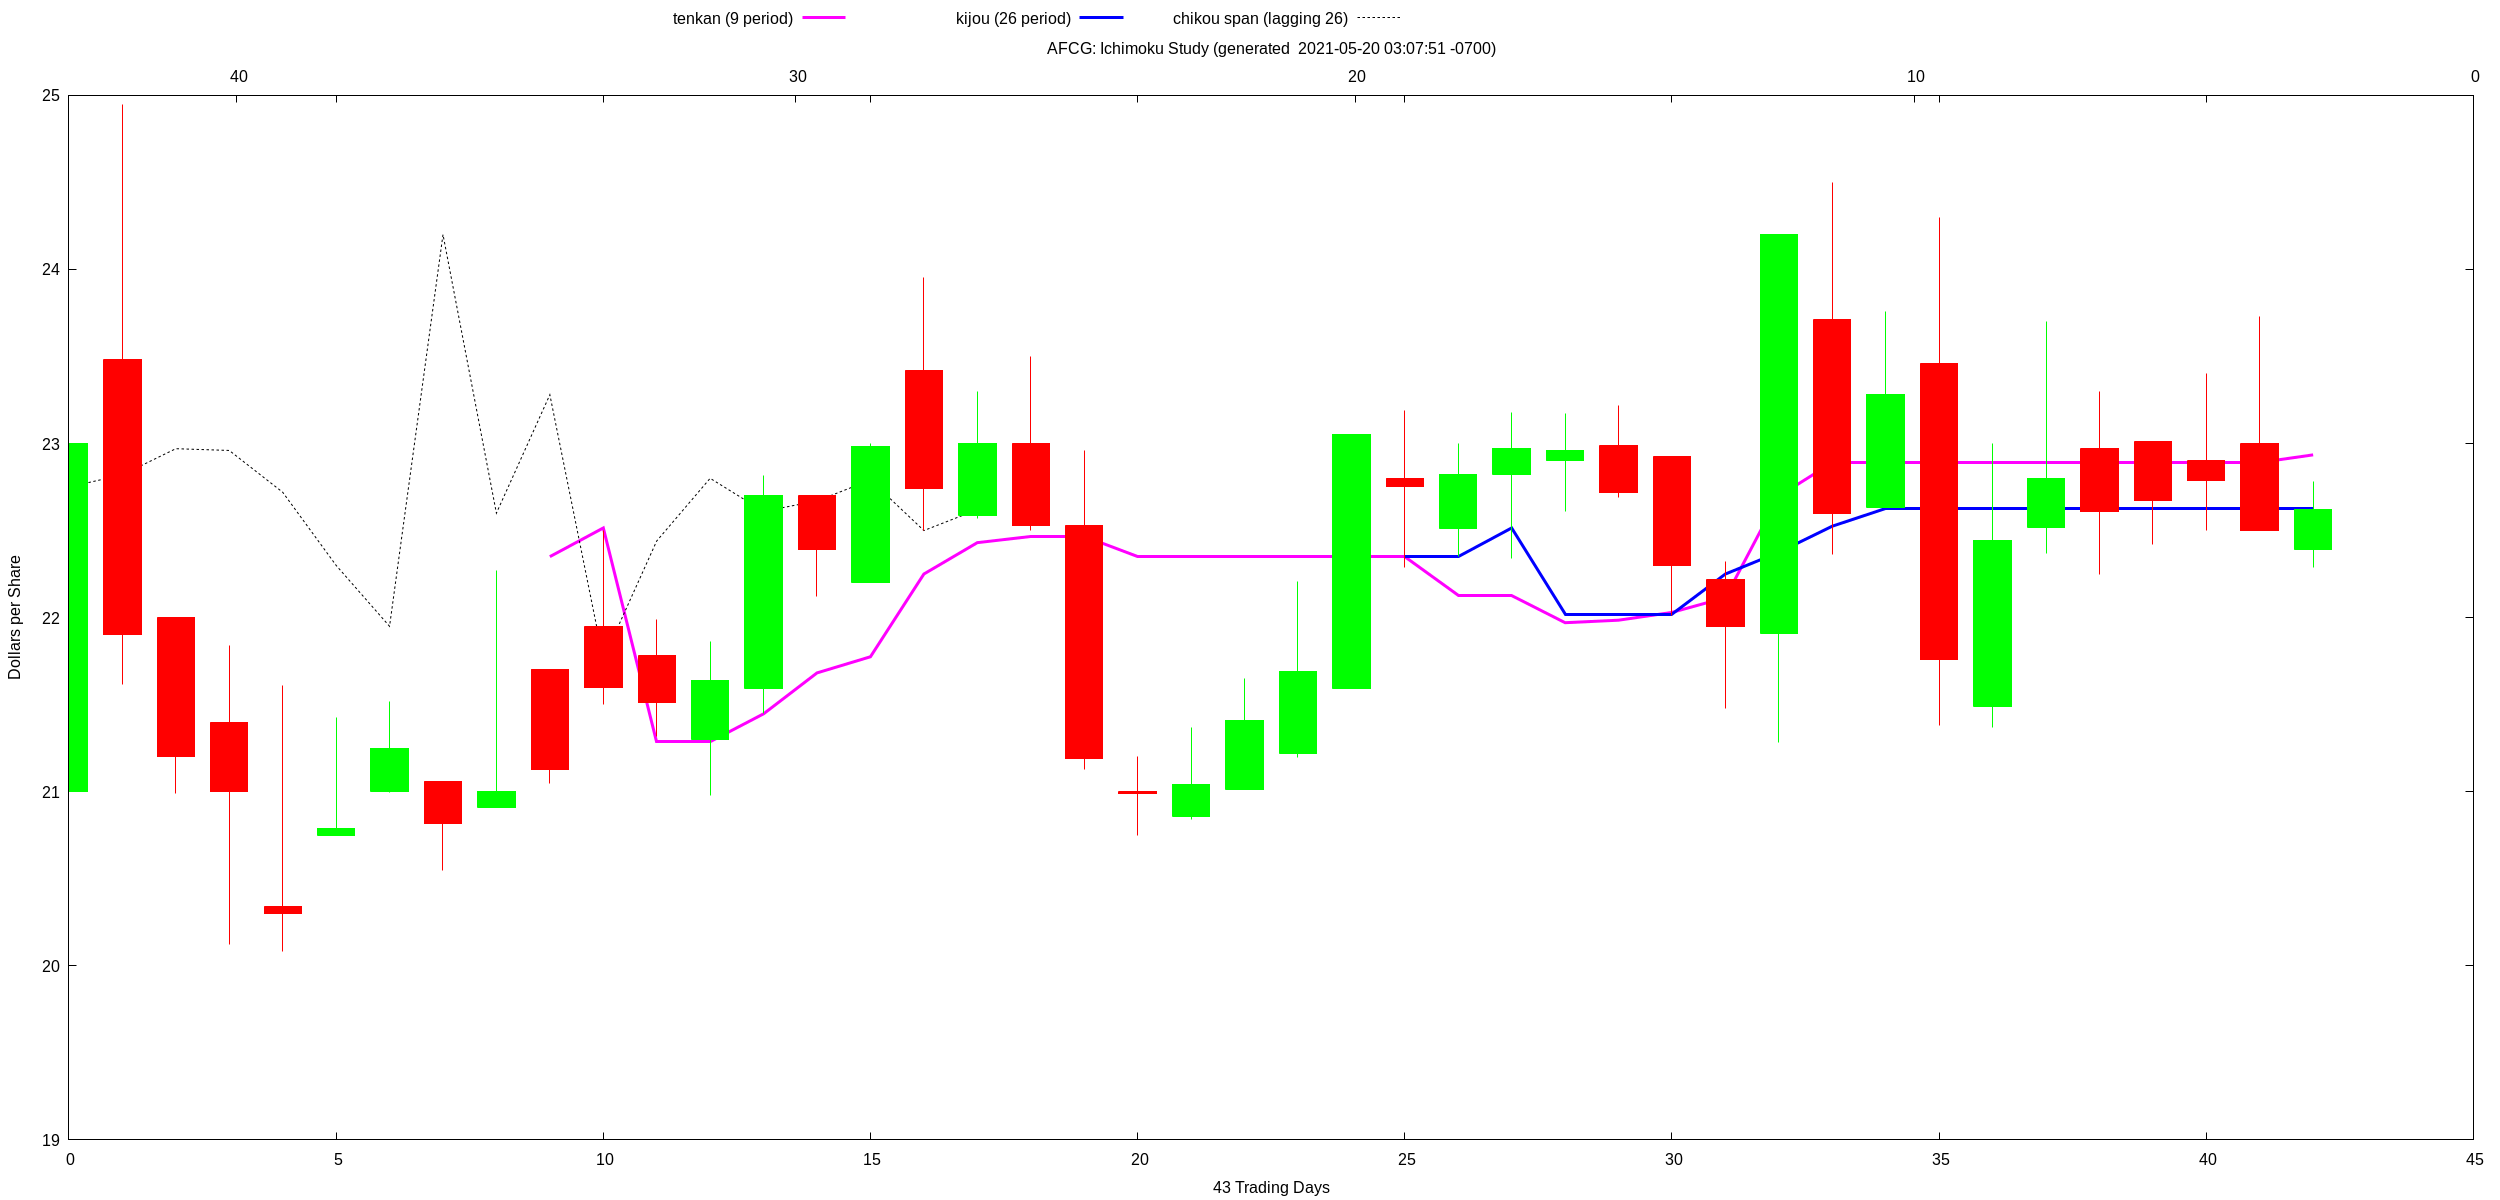 tenkan (9 period) kijou (26 period) chikou span (lagging 26)
AFCG: Ichimoku Study (generated  2021-05-20 03:07:51 -0700)
40 30 20 10 0
25
24
23
22
21
20
19
Dollars per Share
0 5 10 15 20 25 30 35 40 45
43 Trading Days